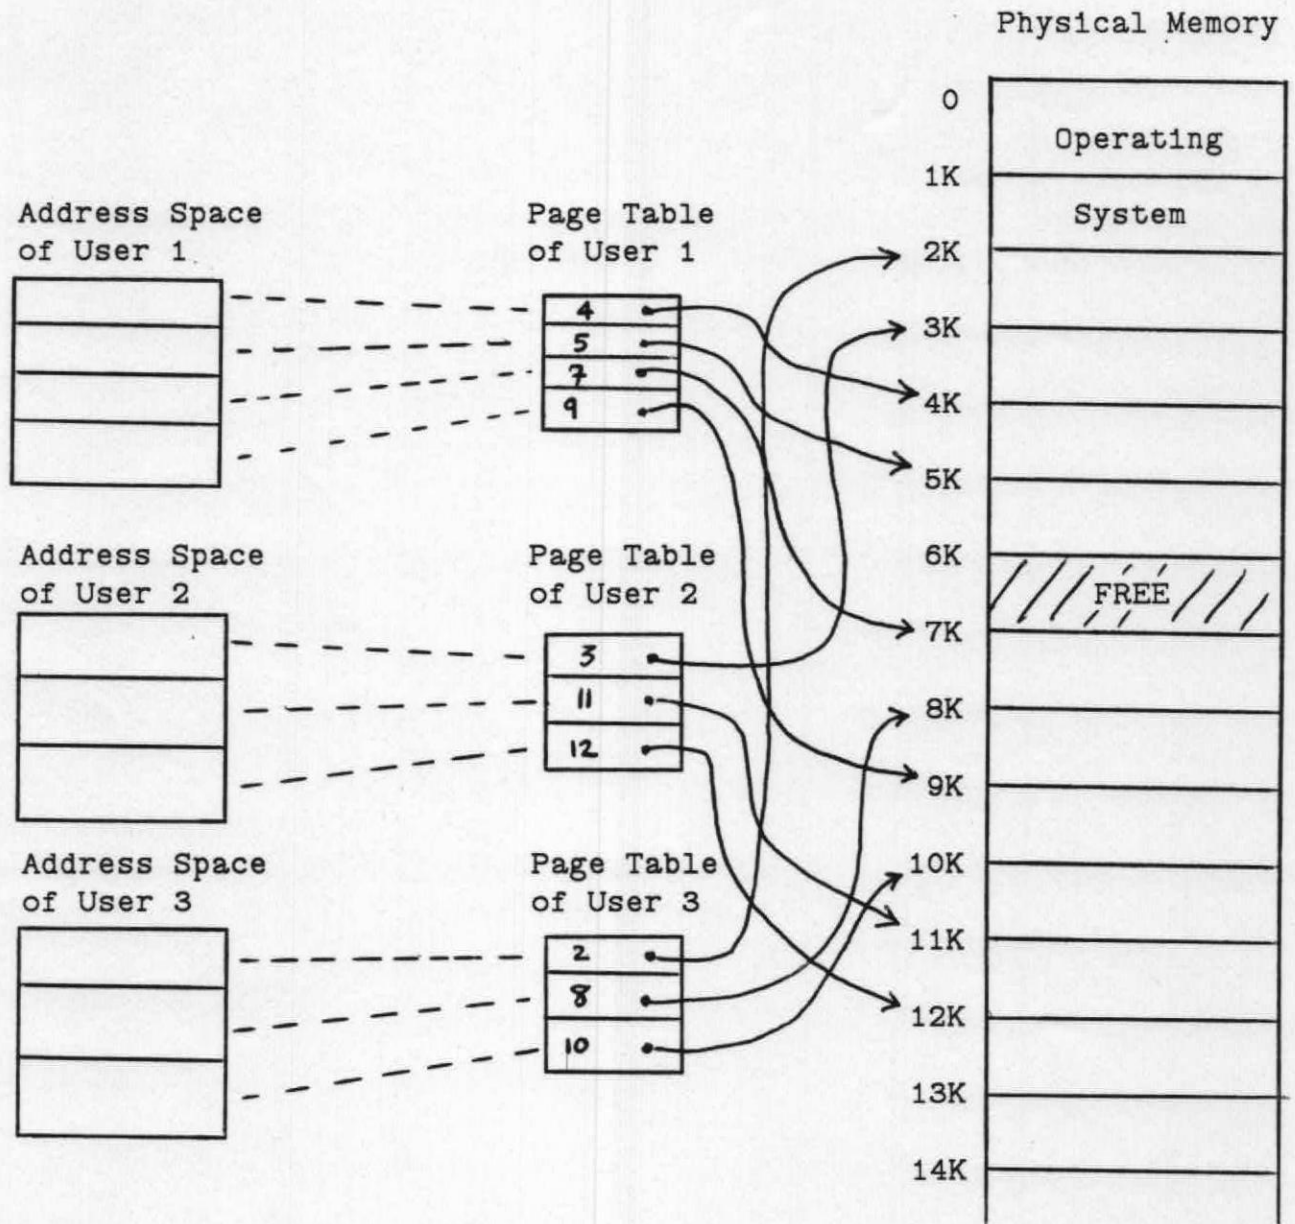 Physical Memory
0
Operating
1K
System
2K
3K
4K
5K
6K
FREE
7K
8K
9K
10K
11K
12K
13K
14K
Address Space
of User 1
Page Table
of User 1
4
5
7
9
Address Space
of User 2
Page Table
of User 2
3
11
12
Address Space
of User 3
Page Table
of User 3
2
8
10